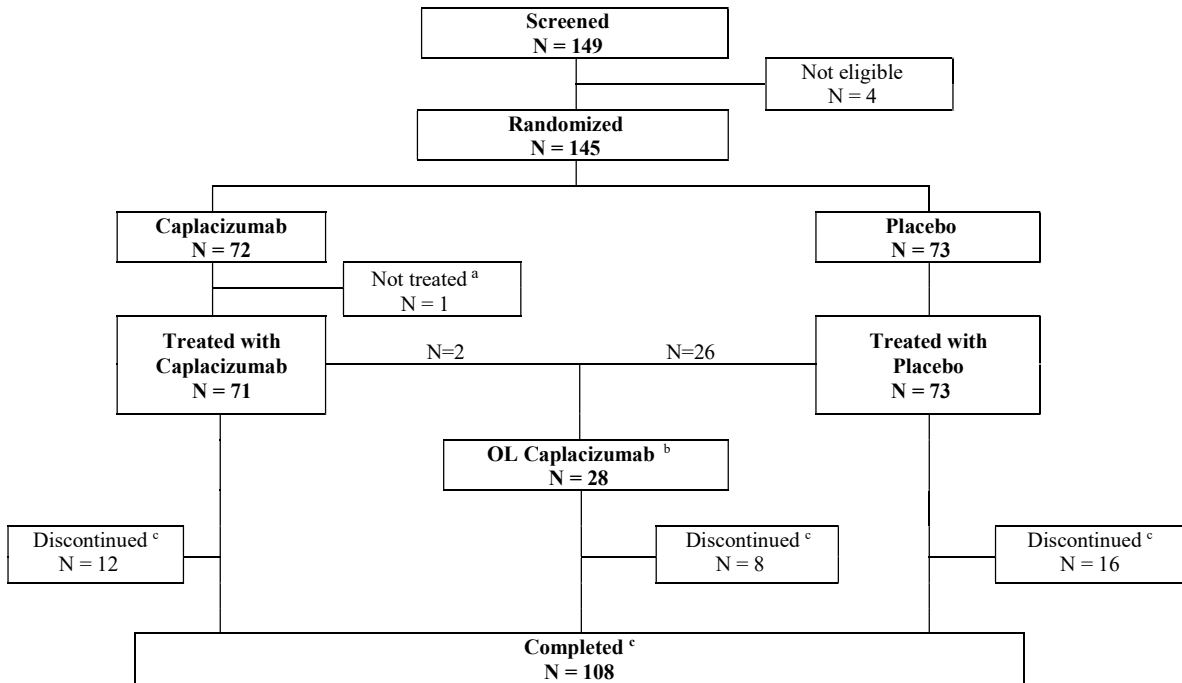 Screened
N = 149
Not eligible
N = 4
Randomized
N = 145
Caplacizumab
N = 72
Placebo
N = 73
Not treated ᵃ
N = 1
Treated with
Caplacizumab
N = 71
N=2
N=26
Treated with
Placebo
N = 73
OL Caplacizumab ᵇ
N = 28
Discontinued ᶜ
N = 12
Discontinued ᶜ
N = 8
Discontinued ᶜ
N = 16
Completed ᶜ
N = 108